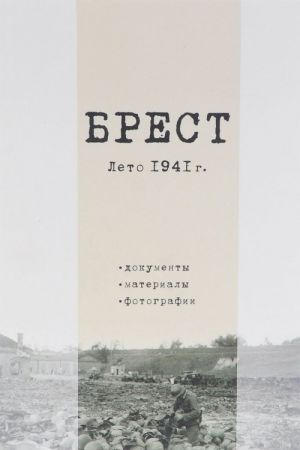 БРЕСТ
Лето 1941 г.
•документы
•материалы
•фотографии